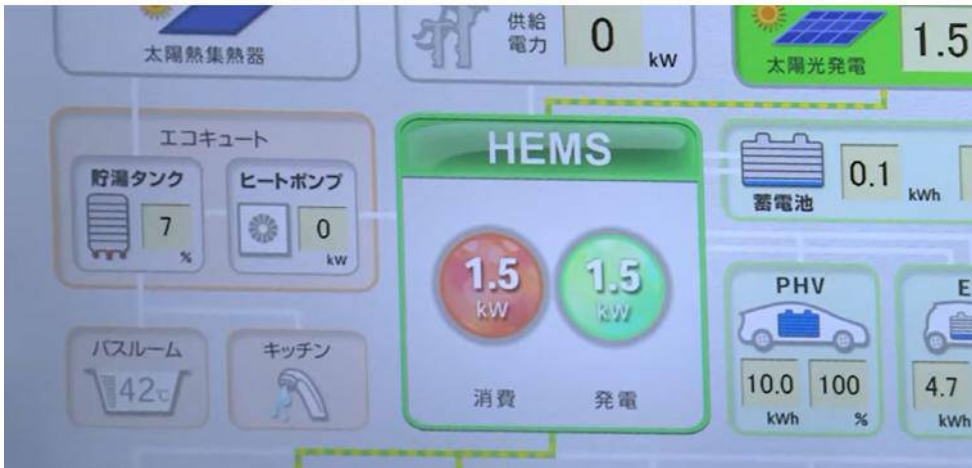 太陽熱集熱器
供給
電力
0
kW
太陽光発電
1.5
エコキュート
貯湯タンク
7
%
ヒートポンプ
0
kW
HEMS
1.5
kW
1.5
kW
消費
発電
蓄電池
0.1
kWh
バスルーム
42℃
キッチン
PHV
10.0
kWh
100
%
E
4.7
kWh